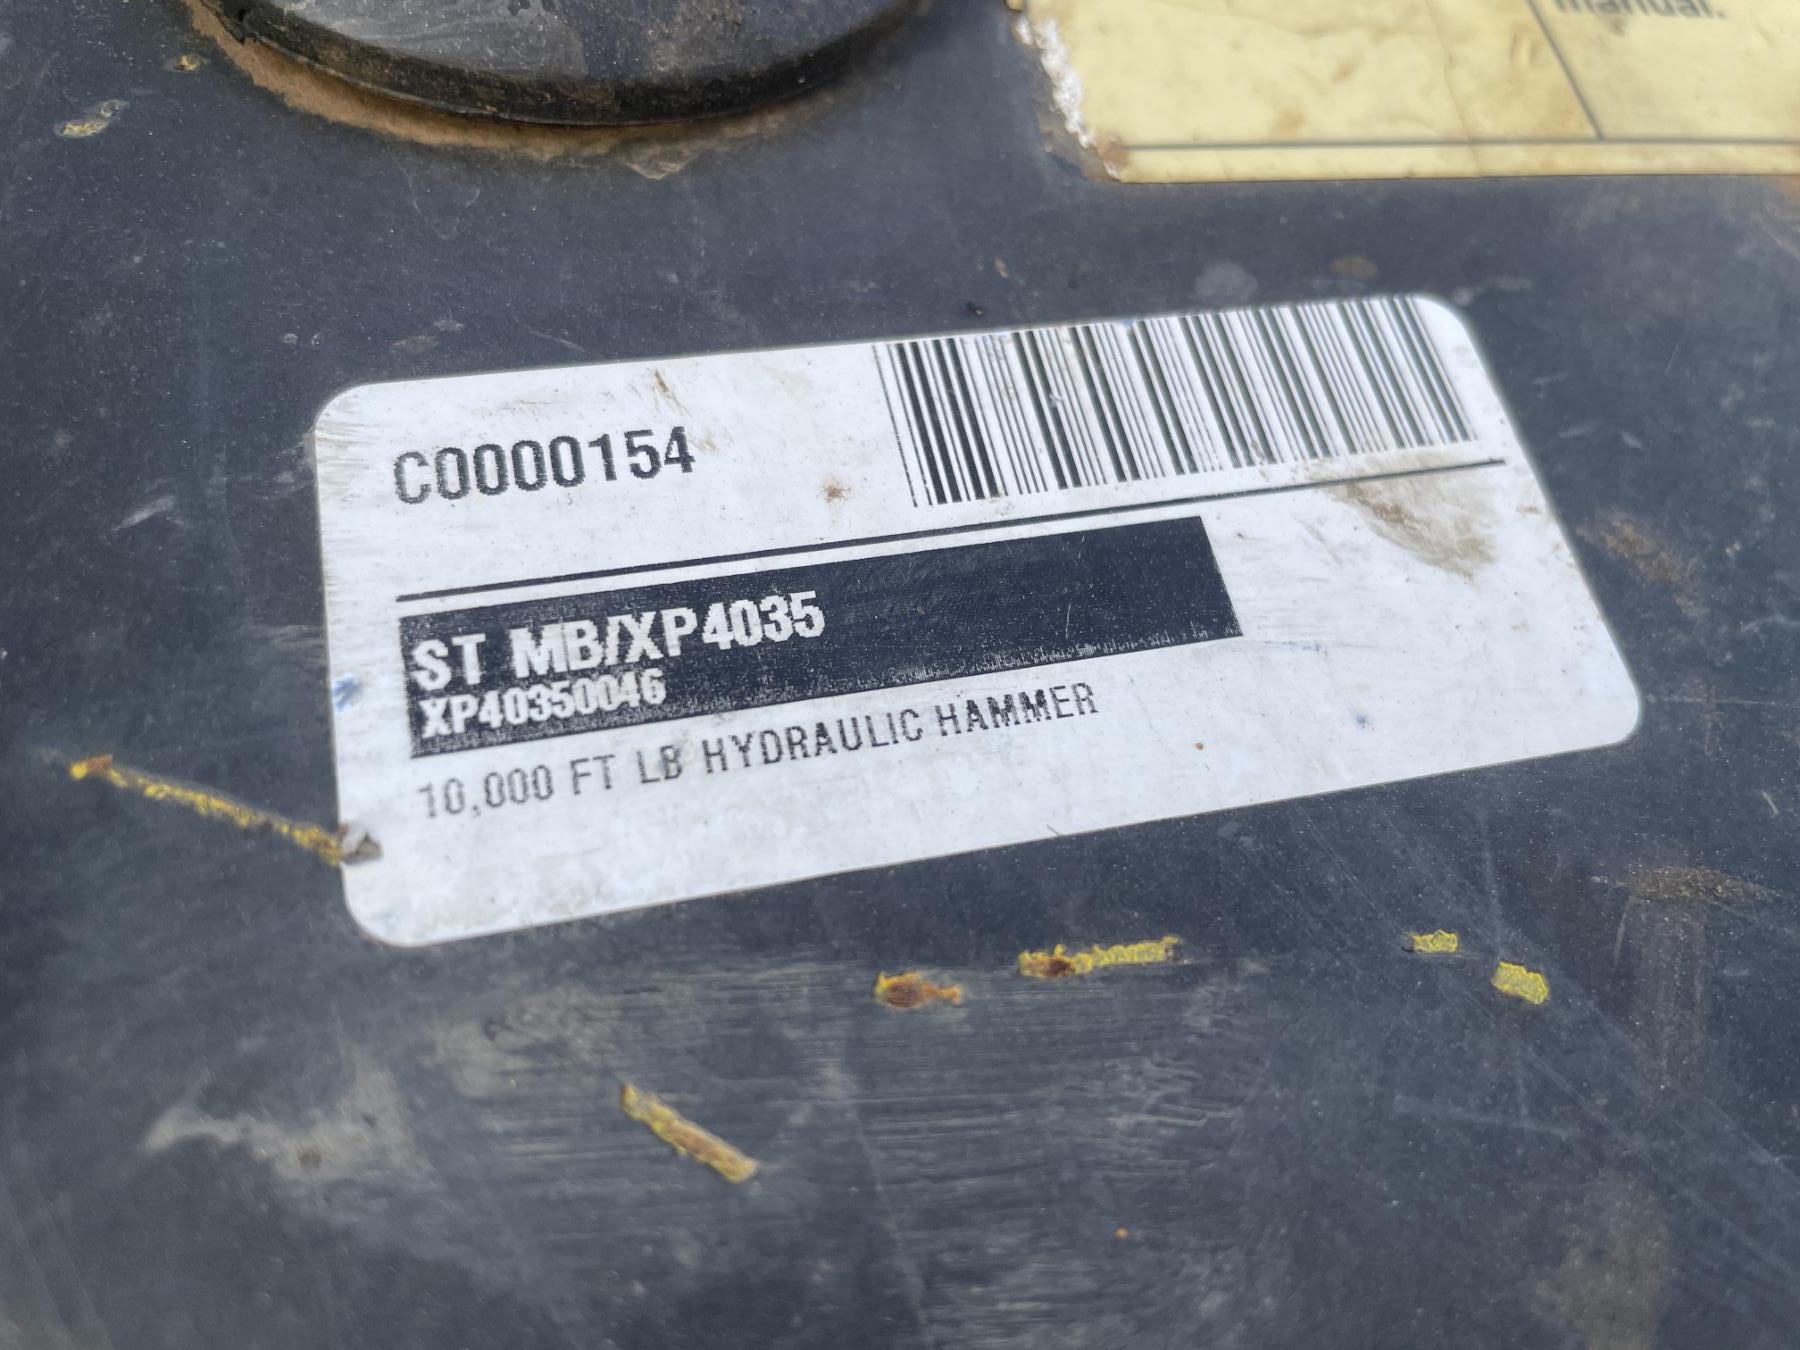 manual.
C0000154
ST MB/XP4035
XP40350046
10,000 FT LB HYDRAULIC HAMMER